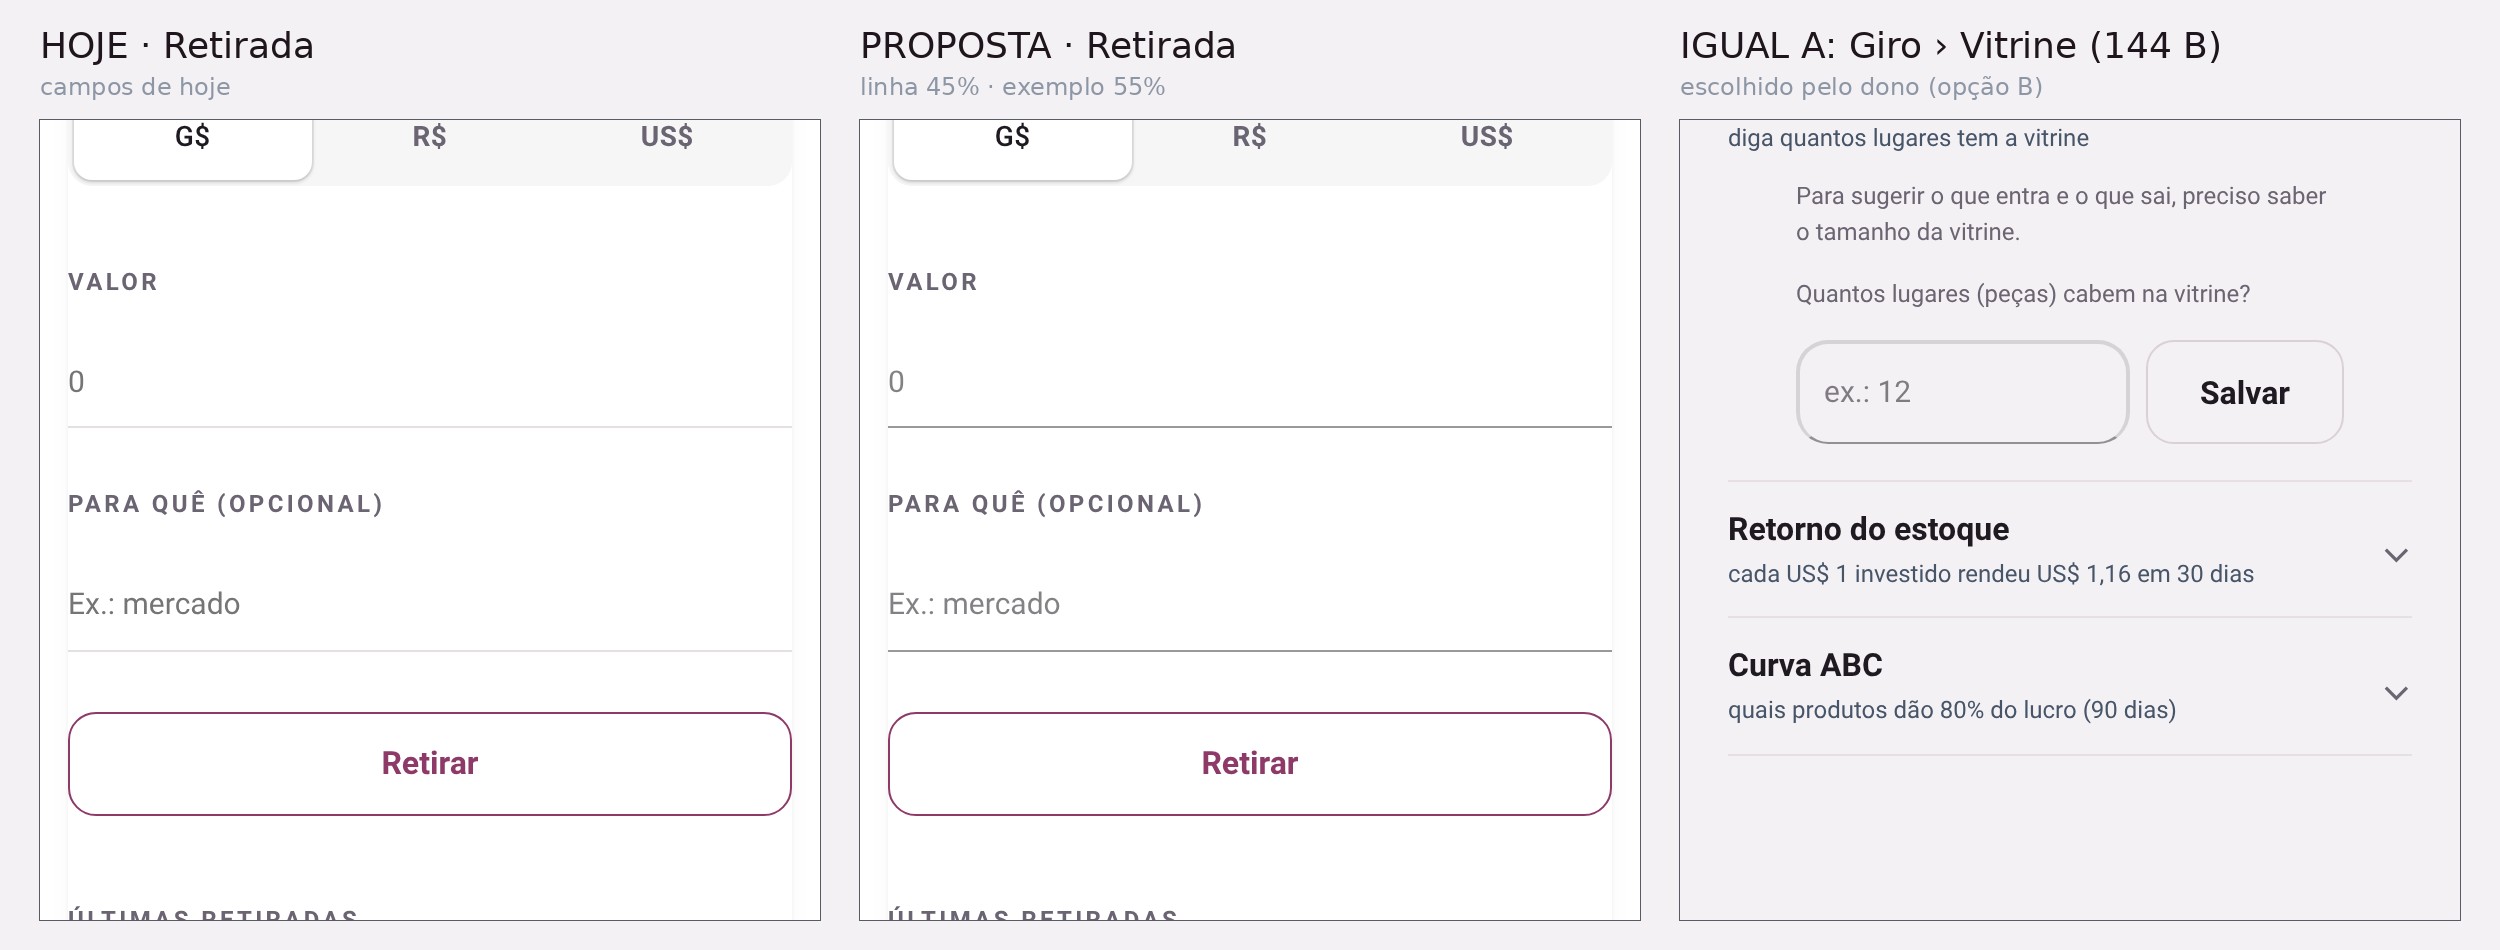 HOJE · Retirada
campos de hoje
G$ R$ US$
VALOR
0
PARA QUÊ (OPCIONAL)
Ex.: mercado
Retirar
ÚLTIMAS RETIRADAS
PROPOSTA · Retirada
linha 45% · exemplo 55%
G$ R$ US$
VALOR
0
PARA QUÊ (OPCIONAL)
Ex.: mercado
Retirar
ÚLTIMAS RETIRADAS
IGUAL A: Giro › Vitrine (144 B)
escolhido pelo dono (opção B)
diga quantos lugares tem a vitrine
Para sugerir o que entra e o que sai, preciso saber
o tamanho da vitrine.
Quantos lugares (peças) cabem na vitrine?
ex.: 12 Salvar
Retorno do estoque
cada US$ 1 investido rendeu US$ 1,16 em 30 dias
Curva ABC
quais produtos dão 80% do lucro (90 dias)